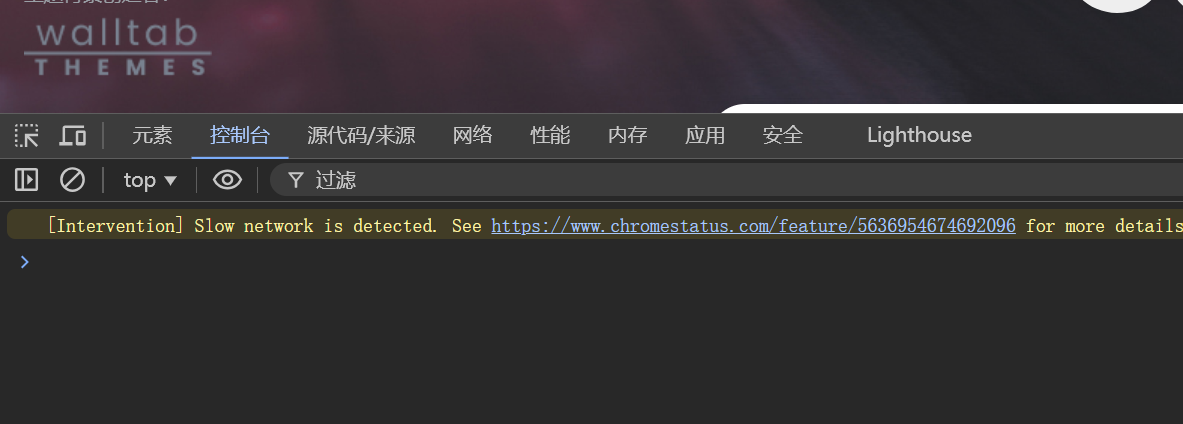 walltab
THEMES
元素 控制台 源代码/来源 网络 性能 内存 应用 安全 Lighthouse
top 过滤
[Intervention] Slow network is detected. See https://www.chromestatus.com/feature/5636954674692096 for more details